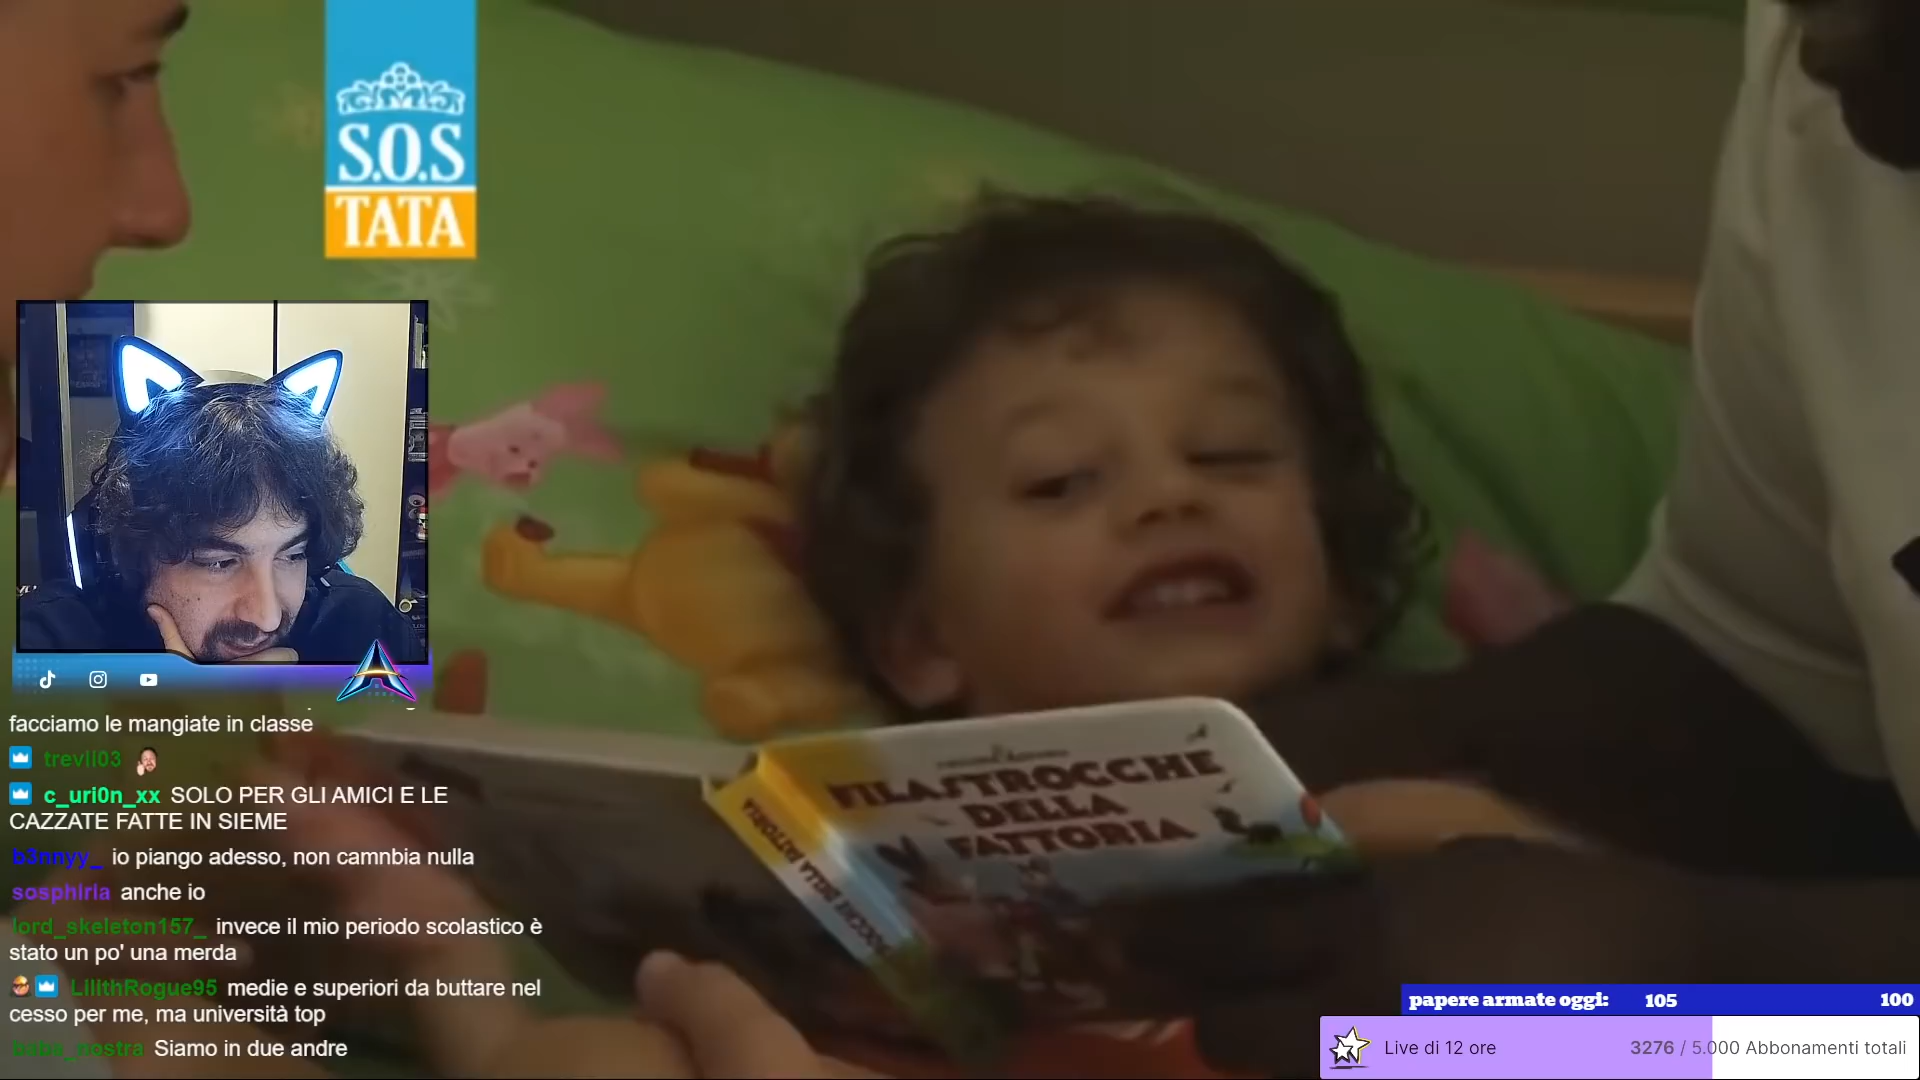 S.O.S
TATA
FILASTROCCHE
DELLA
FATTORIA
facciamo le mangiate in classe
trevil03
c_uri0n_xx SOLO PER GLI AMICI E LE
CAZZATE FATTE IN SIEME
b3nnyy_ io piango adesso, non camnbia nulla
sosphiria anche io
lord_skeleton157_ invece il mio periodo scolastico è
stato un po' una merda
LilithRogue95 medie e superiori da buttare nel
cesso per me, ma università top
Siamo in due andre
papere armate oggi: 105 100
Live di 12 ore 3276 / 5.000 Abbonamenti totali